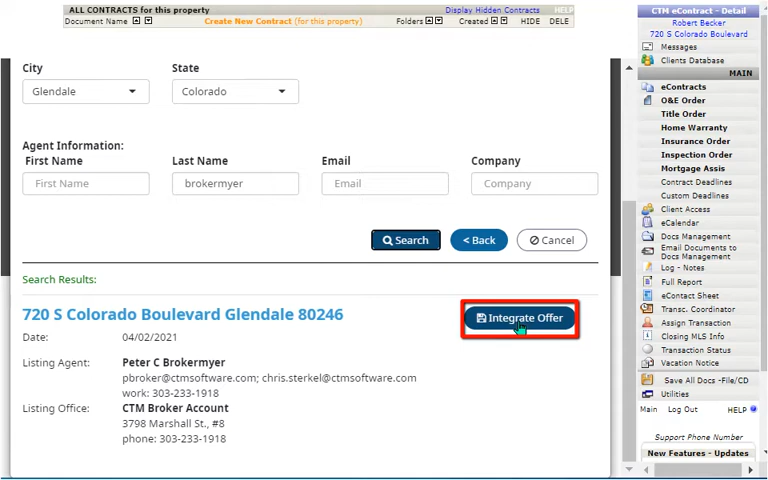 ALL CONTRACTS for this property
Display Hidden Contracts
HELP
Document Name
Create New Contract (for this property)
Folders
Created
HIDE
DELE
CTM eContract - Detail
Robert Becker
720 S Colorado Boulevard
Messages
Clients Database
MAIN
eContracts
O&E Order
Title Order
Home Warranty
Insurance Order
Inspection Order
Mortgage Assis
Contract Deadlines
Custom Deadlines
Client Access
eCalendar
Docs Management
Email Documents to
Docs Management
Log - Notes
Full Report
eContact Sheet
Transc. Coordinator
Assign Transaction
Closing MLS Info
Transaction Status
Vacation Notice
Save All Docs -File/CD
Utilities
Main Log Out HELP
Support Phone Number
New Features - Updates
City
State
Glendale
Colorado
Agent Information:
First Name
Last Name
Email
Company
First Name
brokermyer
Email
Company
Search
< Back
Cancel
Search Results:
720 S Colorado Boulevard Glendale 80246
Integrate Offer
Date: 04/02/2021
Listing Agent: Peter C Brokermyer
pbroker@ctmsoftware.com; chris.sterkel@ctmsoftware.com
work: 303-233-1918
Listing Office: CTM Broker Account
3798 Marshall St., #8
phone: 303-233-1918